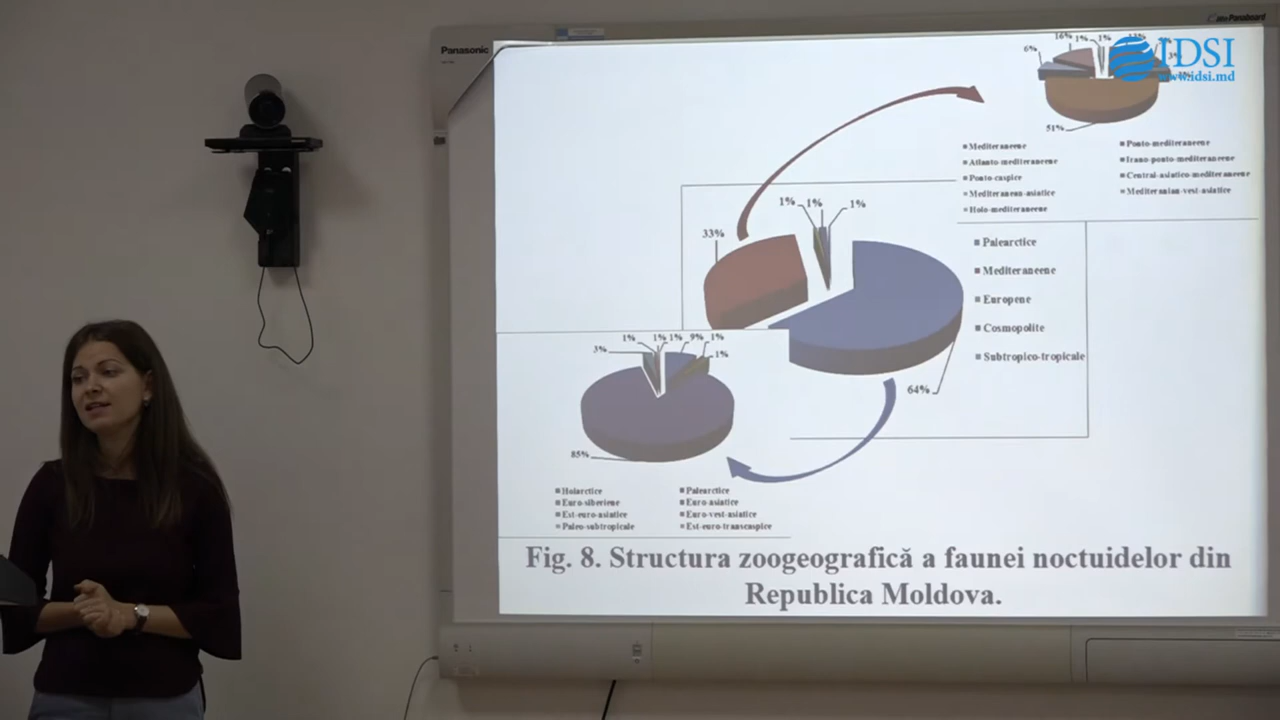 Panasonic
Panaboard
IDSI
www.idsi.md
6%
16%
1%
1%
51%
Mediteraneene
Atlanto-mediteraneene
Ponto-caspice
Mediteranean-asiatice
Holo-mediteraneene
Ponto-mediteraneene
Irano-ponto-mediteraneene
Central-asiatico-mediteraneene
Mediteranian-vest-asiatice
1%
1%
1%
33%
64%
Palearctice
Mediteraneene
Europene
Cosmopolite
Subtropico-tropicale
3%
1%
1%
1%
9%
1%
1%
85%
Holarctice
Euro-siberiene
Est-euro-asiatice
Paleo-subtropicale
Palearctice
Euro-asiatice
Euro-vest-asiatice
Est-euro-transcaspice
Fig. 8. Structura zoogeografică a faunei noctuidelor din
Republica Moldova.